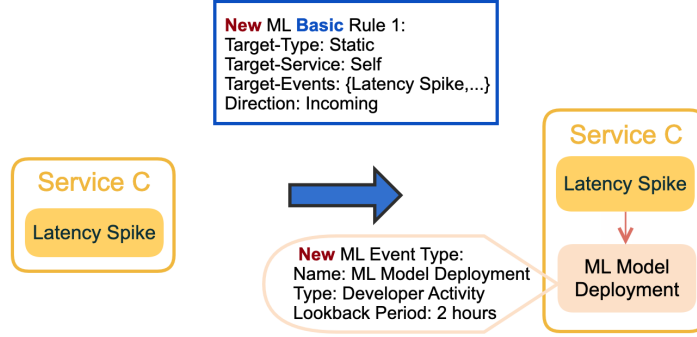 New ML Basic Rule 1:
Target-Type: Static
Target-Service: Self
Target-Events: {Latency Spike,...}
Direction: Incoming
Service C
Latency Spike
Service C
Latency Spike
ML Model
Deployment
New ML Event Type:
Name: ML Model Deployment
Type: Developer Activity
Lookback Period: 2 hours